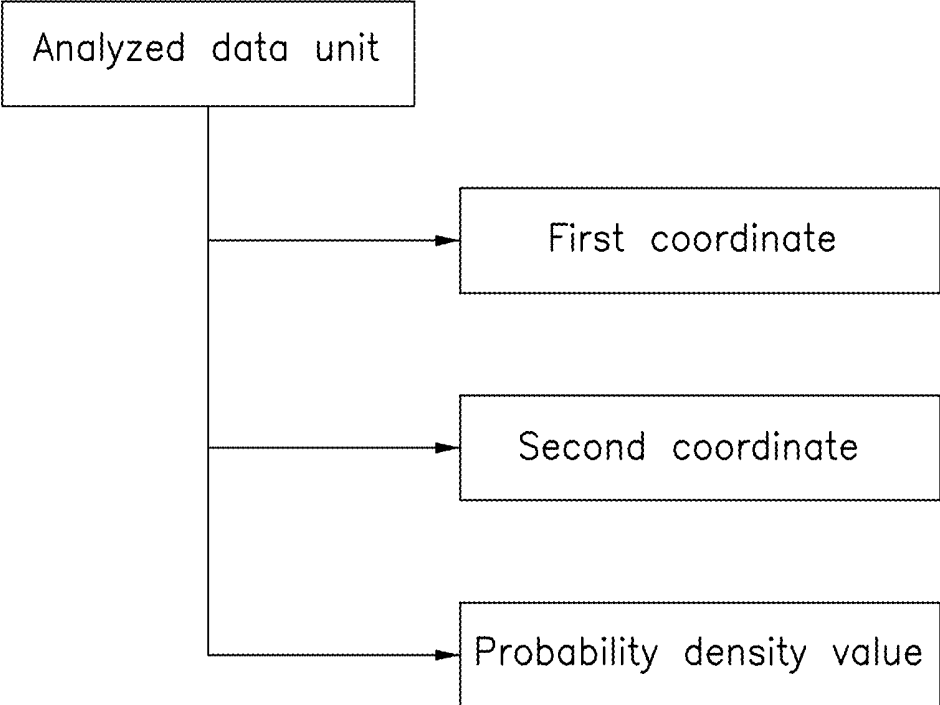 Analyzed data unit
First coordinate
Second coordinate
Probability density value